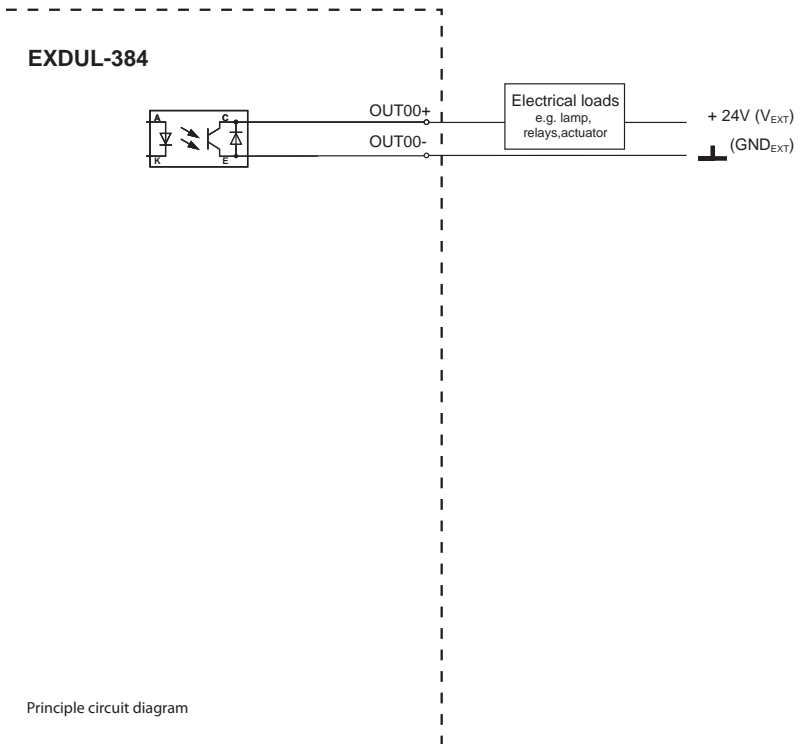 EXDUL-384
A
C
K
E
OUT00+
OUT00-
Electrical loads
e.g. lamp,
relays,actuator
+ 24V (VEXT)
(GNDEXT)
Principle circuit diagram